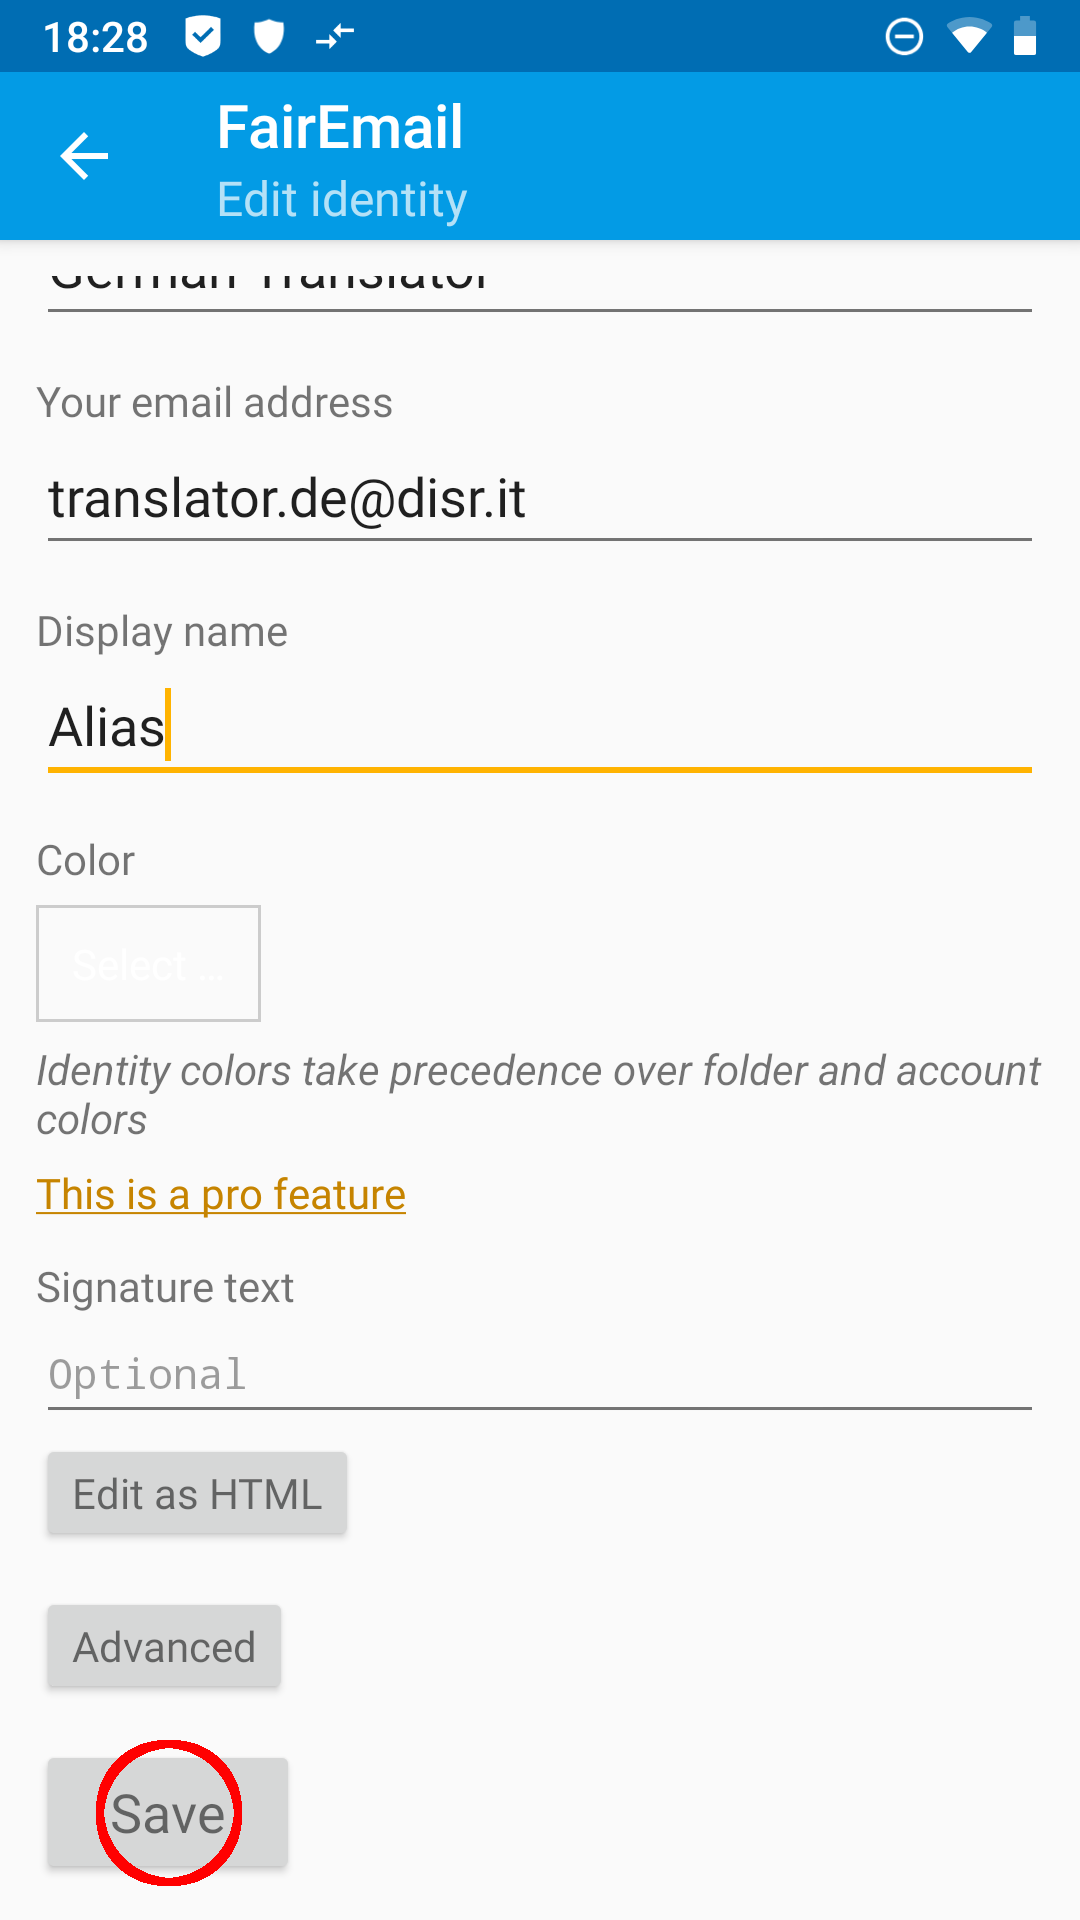 18:28
FairEmail
Edit identity
German Translator
Your email address
translator.de@disr.it
Display name
Alias
Color
Select ...
Identity colors take precedence over folder and account
colors
This is a pro feature
Signature text
Optional
Edit as HTML
Advanced
Save